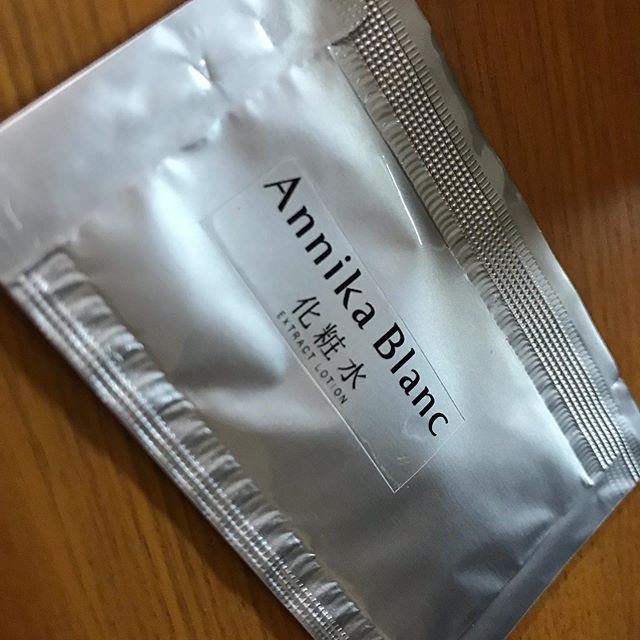 Annika Blanc
化粧水
EXTRACT LOTION